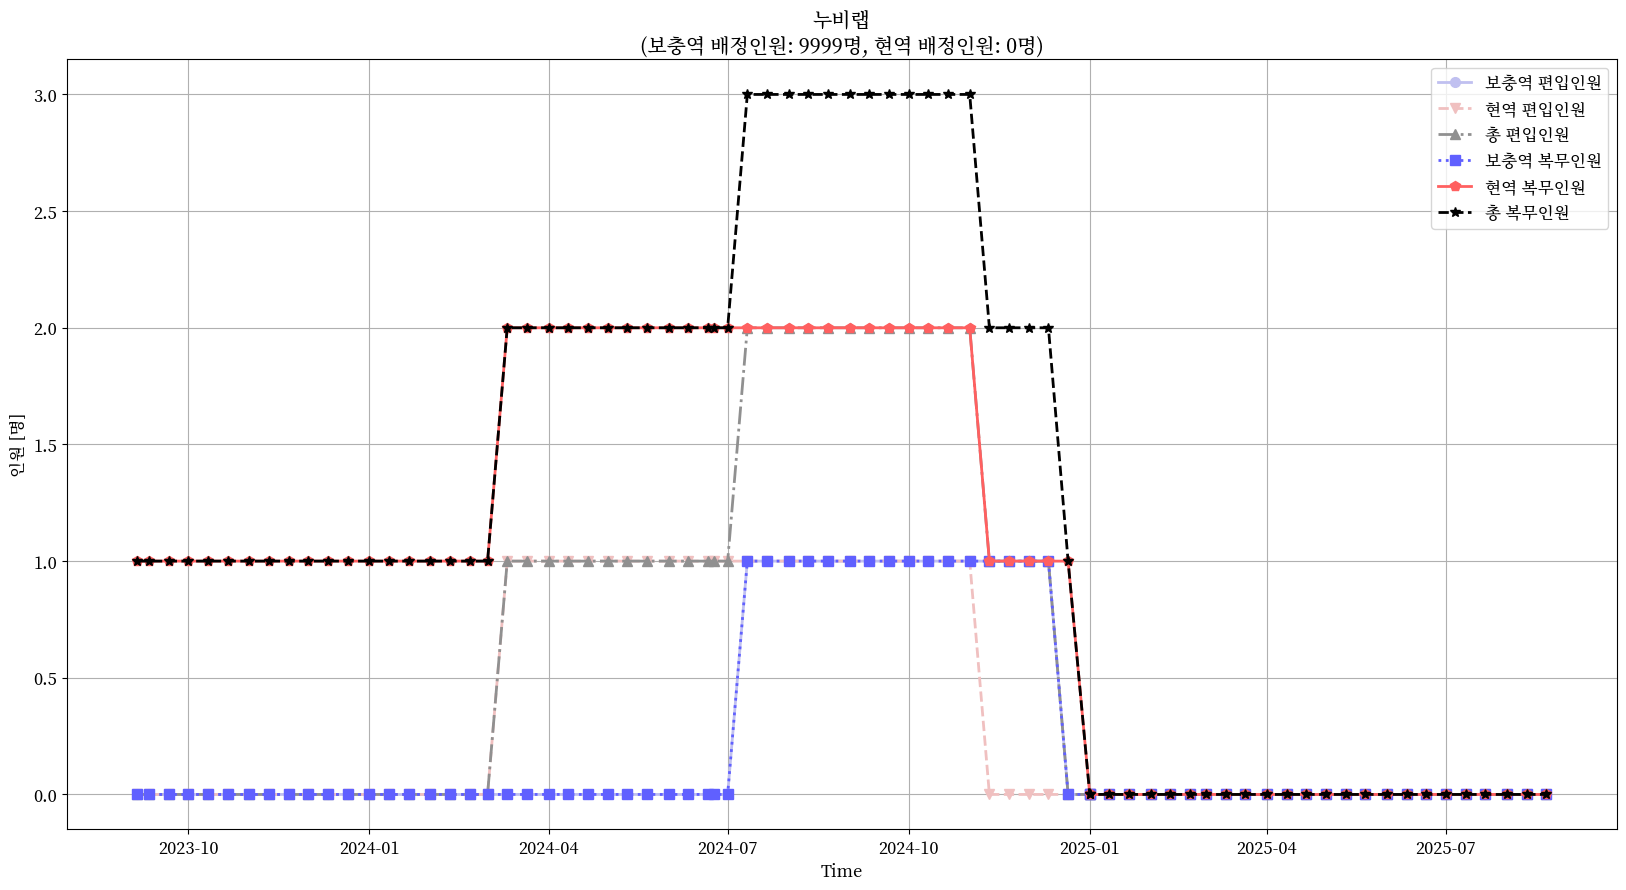 누비랩
(보충역 배정인원: 9999명, 현역 배정인원: 0명)
보충역 편입인원
현역 편입인원
총 편입인원
보충역 복무인원
현역 복무인원
총 복무인원
인원 [명]
3.0
2.5
2.0
1.5
1.0
0.5
0.0
2023-10 2024-01 2024-04 2024-07 2024-10 2025-01 2025-04 2025-07
Time